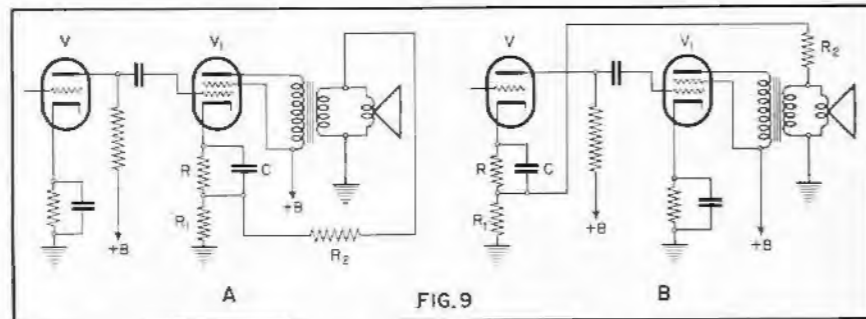 V V₁
R C
R₁
+B +B
R₂
A
FIG. 9
V V₁
R₂
R C
R₁
+B +B
B